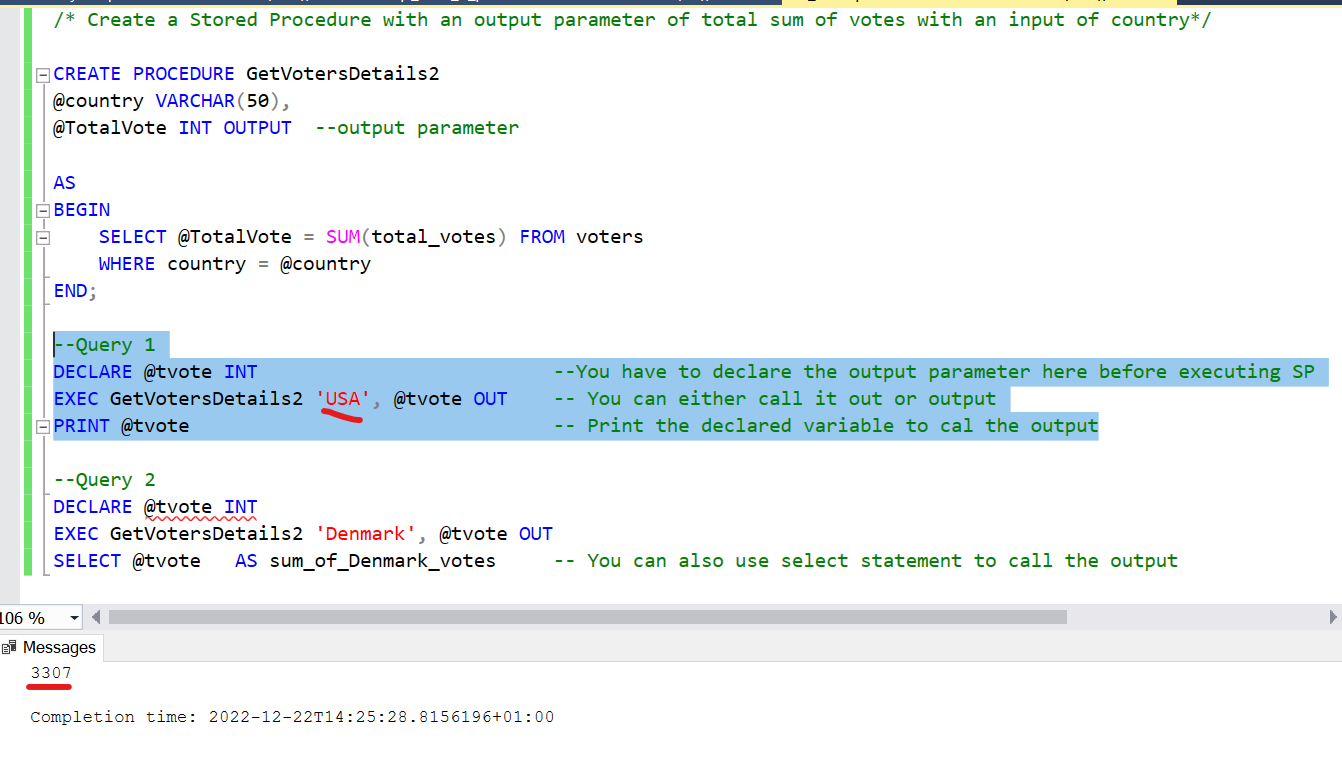 /* Create a Stored Procedure with an output parameter of total sum of votes with an input of country*/
CREATE PROCEDURE GetVotersDetails2
@country VARCHAR(50),
@TotalVote INT OUTPUT  --output parameter
AS
BEGIN
SELECT @TotalVote = SUM(total_votes) FROM voters
WHERE country = @country
END;
--Query 1
DECLARE @tvote INT --You have to declare the output parameter here before executing SP
EXEC GetVotersDetails2 'USA', @tvote OUT -- You can either call it out or output
PRINT @tvote -- Print the declared variable to cal the output
--Query 2
DECLARE @tvote INT
EXEC GetVotersDetails2 'Denmark', @tvote OUT
SELECT @tvote AS sum_of_Denmark_votes -- You can also use select statement to call the output
106 %
Messages
3307
Completion time: 2022-12-22T14:25:28.8156196+01:00